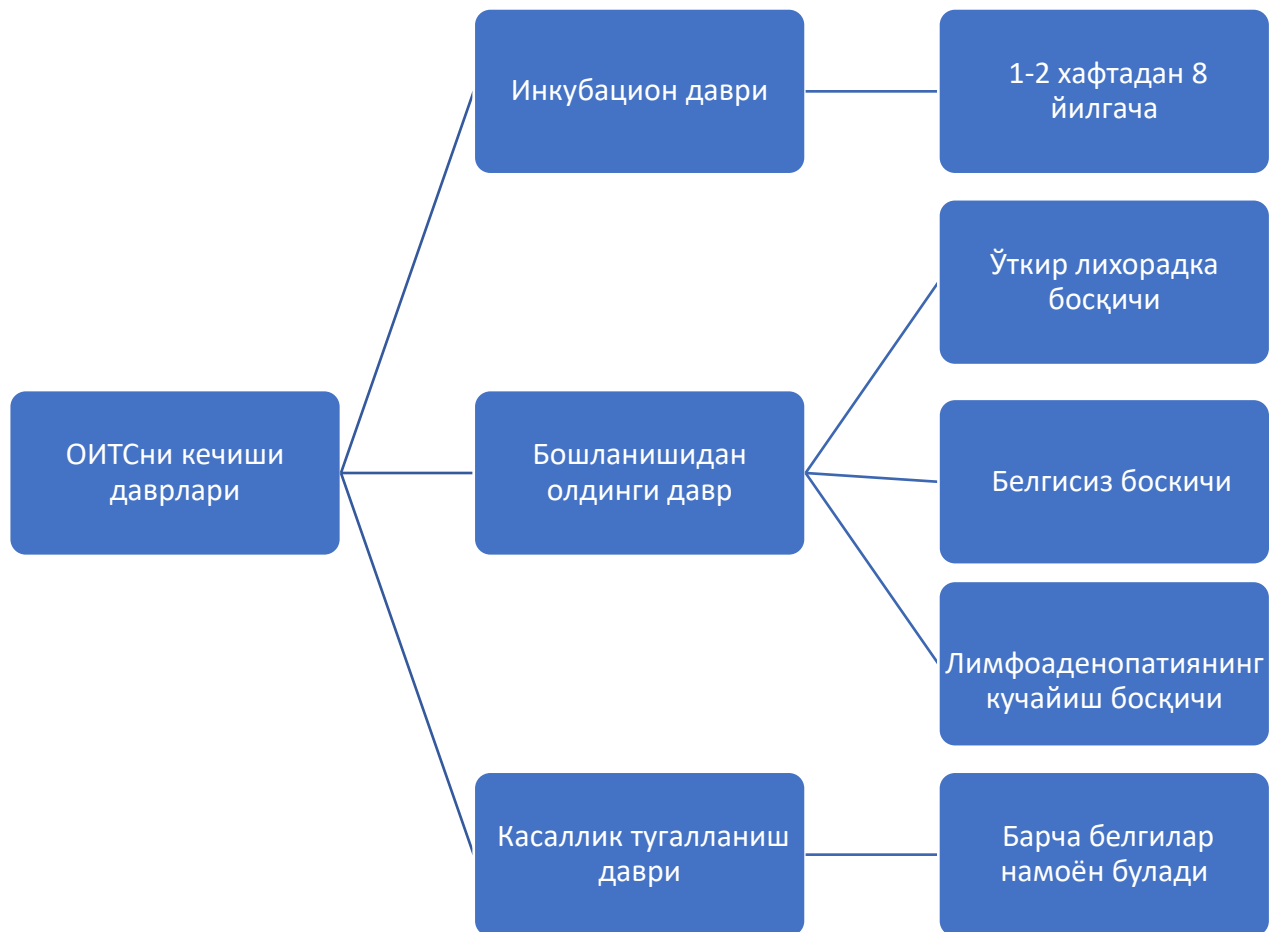 ОИТСни кечиши
даврлари
Инкубацион даври
1-2 хафтадан 8
йилгача
Бошланишидан
олдинги давр
Ўткир лихорадка
босқичи
Белгисиз боскичи
Лимфоаденопатиянинг
кучайиш босқичи
Касаллик тугалланиш
даври
Барча белгилар
намоён булади